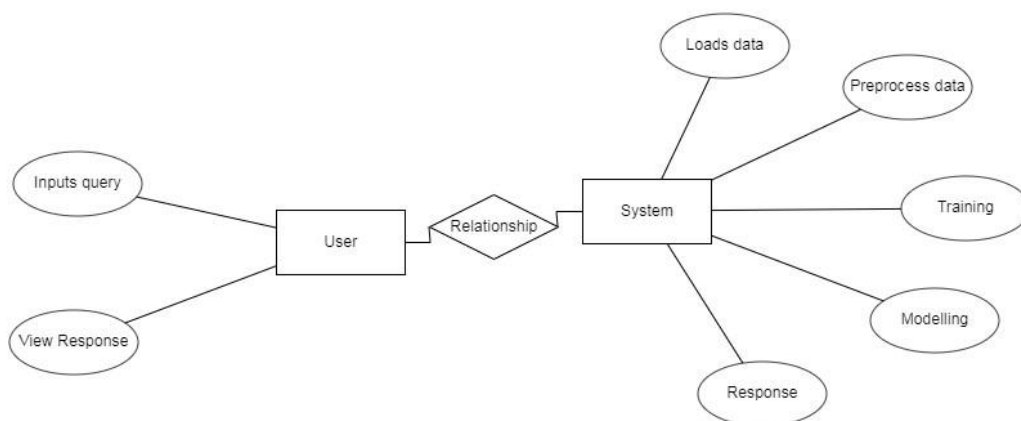 Loads data
Preprocess data
Inputs query
Training
System
Relationship
User
Modelling
View Response
Response